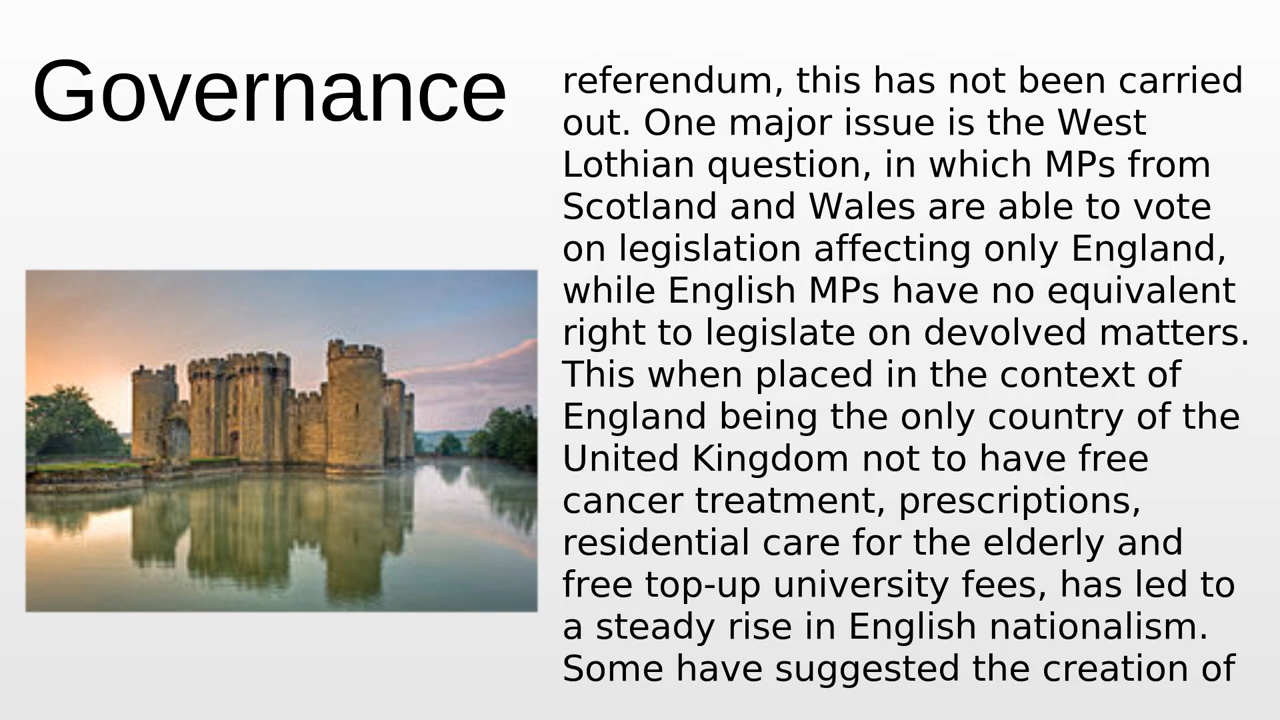 Governance
referendum, this has not been carried
out. One major issue is the West
Lothian question, in which MPs from
Scotland and Wales are able to vote
on legislation affecting only England,
while English MPs have no equivalent
right to legislate on devolved matters.
This when placed in the context of
England being the only country of the
United Kingdom not to have free
cancer treatment, prescriptions,
residential care for the elderly and
free top-up university fees, has led to
a steady rise in English nationalism.
Some have suggested the creation of